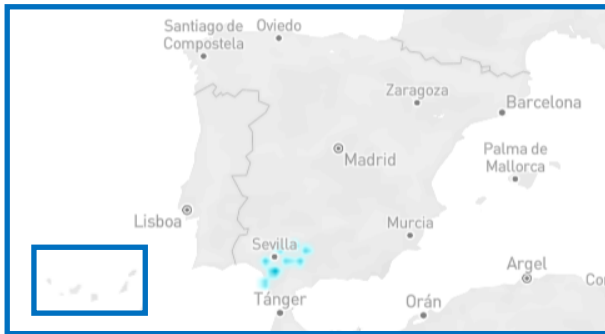 Santiago de
Compostela
Oviedo
Zaragoza
Barcelona
Madrid
Palma de
Mallorca
Lisboa
Sevilla
Murcia
Argel
Tánger
Orán